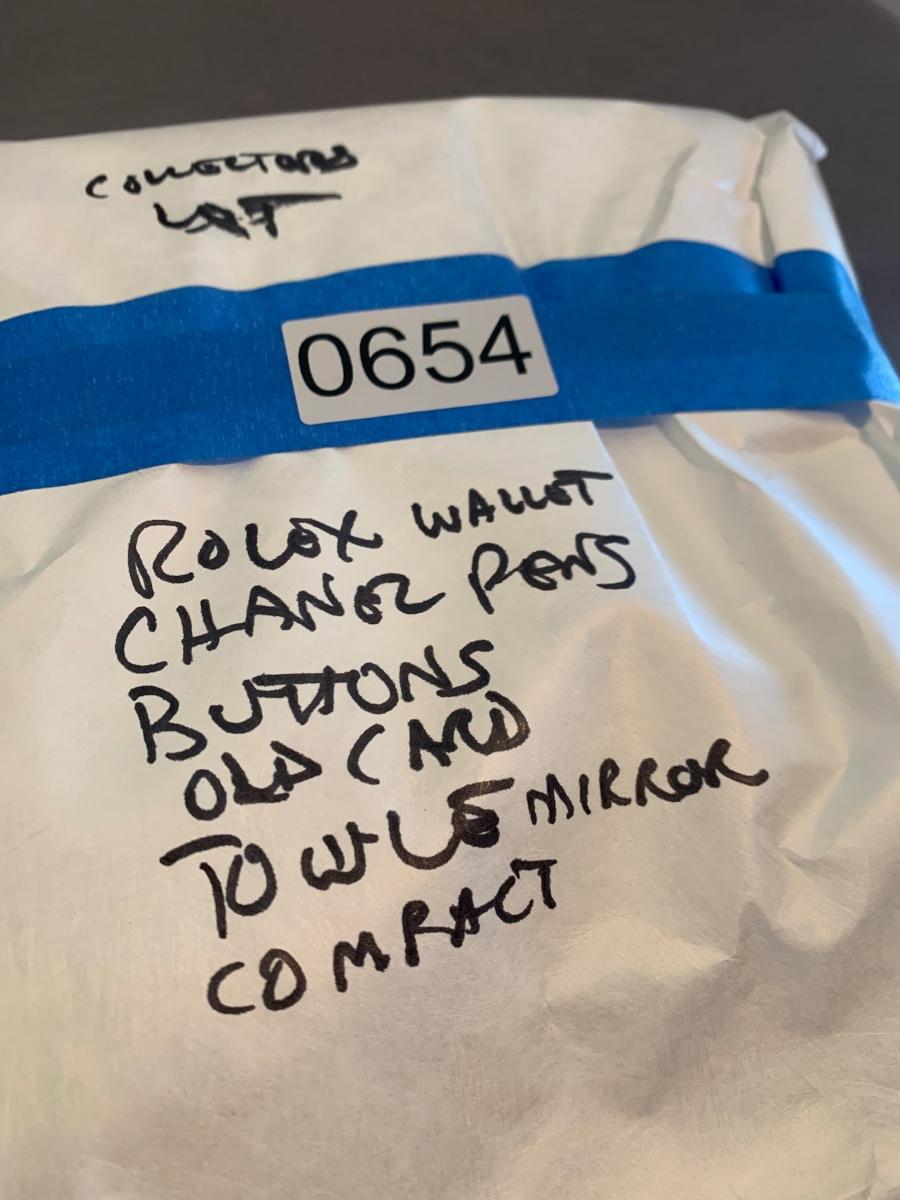 COLLECTORS
LOT
0654
ROLEX WALLET
CHANEL PENS
BUTTONS
OLD CARD
TOWLE MIRROR
COMPACT